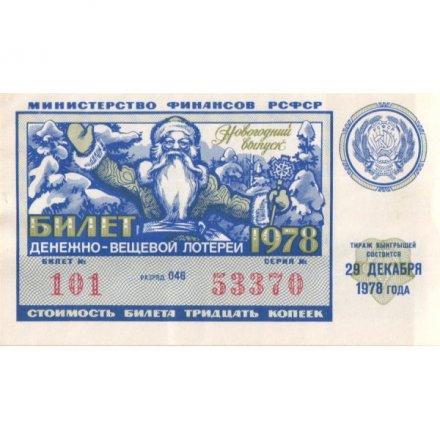 МИНИСТЕРСТВО ФИНАНСОВ РСФСР
Новогодний
выпуск
БИЛЕТ
ДЕНЕЖНО-ВЕЩЕВОЙ ЛОТЕРЕИ
1978
БИЛЕТ №
РАЗРЯД 046
СЕРИЯ №
101
53370
СТОИМОСТЬ БИЛЕТА ТРИДЦАТЬ КОПЕЕК
ТИРАЖ ВЫИГРЫШЕЙ
СОСТОИТСЯ
29 ДЕКАБРЯ
1978 ГОДА